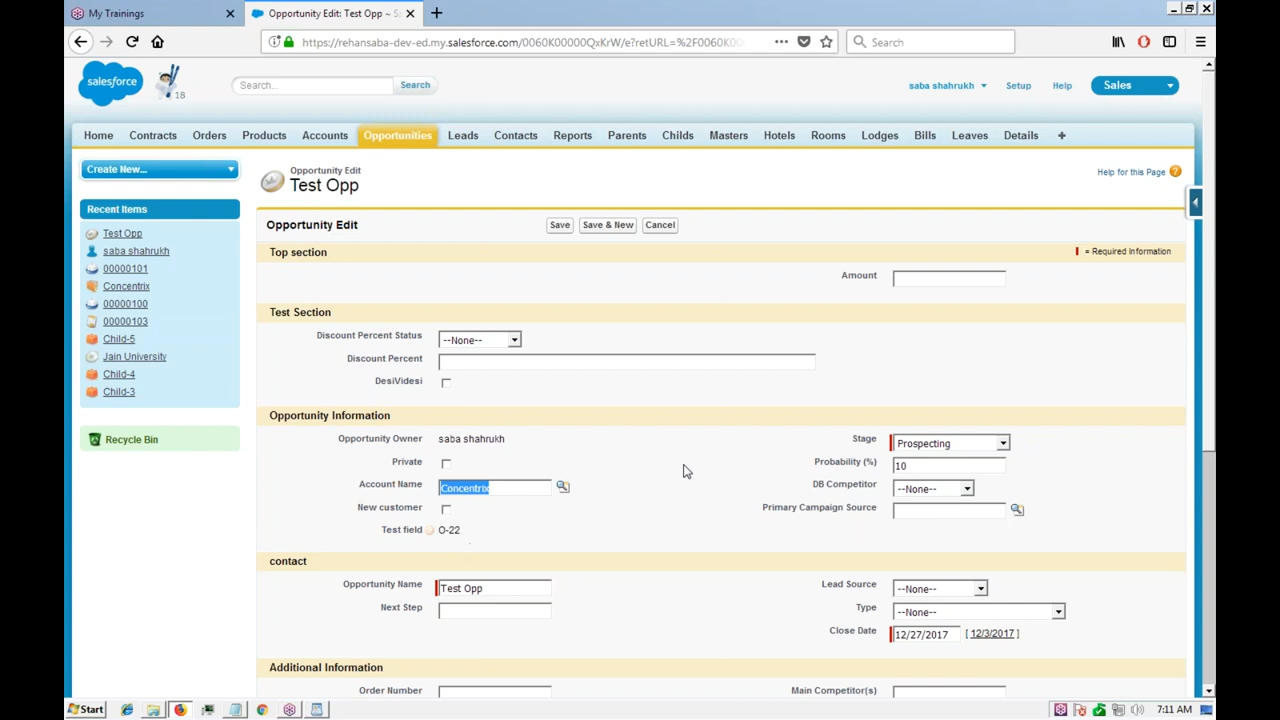 My Trainings
Opportunity Edit: Test Opp ~ S
https://rehansaba-dev-ed.my.salesforce.com/0060K00000QxKrW/e?retURL=%2F0060K00
Search
salesforce
18
Search...
Search
saba shahrukh
Setup
Help
Sales
Home Contracts Orders Products Accounts Opportunities Leads Contacts Reports Parents Childs Masters Hotels Rooms Lodges Bills Leaves Details
Create New...
Recent Items
Test Opp
saba shahrukh
00000101
Concentrix
00000100
00000103
Child-5
Jain University
Child-4
Child-3
Recycle Bin
Opportunity Edit
Test Opp
Help for this Page
Opportunity Edit
Save
Save & New
Cancel
Top section
= Required Information
Amount
Test Section
Discount Percent Status --None--
Discount Percent
DesiVidesi
Opportunity Information
Opportunity Owner saba shahrukh
Stage Prospecting
Private
Probability (%) 10
Account Name Concentrix
DB Competitor --None--
New customer
Primary Campaign Source
Test field O-22
contact
Opportunity Name Test Opp
Lead Source --None--
Next Step
Type --None--
Close Date 12/27/2017 [ 12/3/2017 ]
Additional Information
Order Number
Main Competitor(s)
Start
7:11 AM